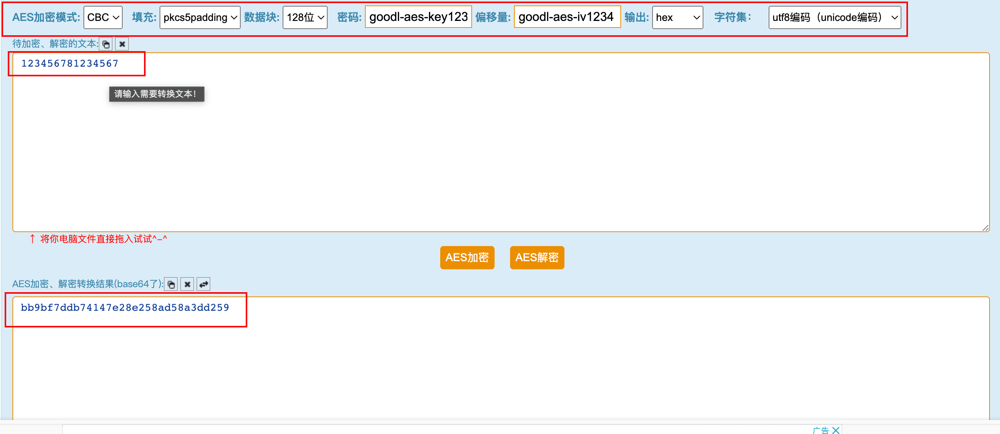 AES加密模式: CBC 填充: pkcs5padding 数据块: 128位 密码: goodl-aes-key123 偏移量: goodl-aes-iv1234 输出: hex 字符集: utf8编码（unicode编码）
待加密、解密的文本:
123456781234567
请输入需要转换文本!
↑ 将你电脑文件直接拖入试试^-^
AES加密 AES解密
AES加密、解密转换结果(base64了):
bb9bf7ddb74147e28e258ad58a3dd259
广告